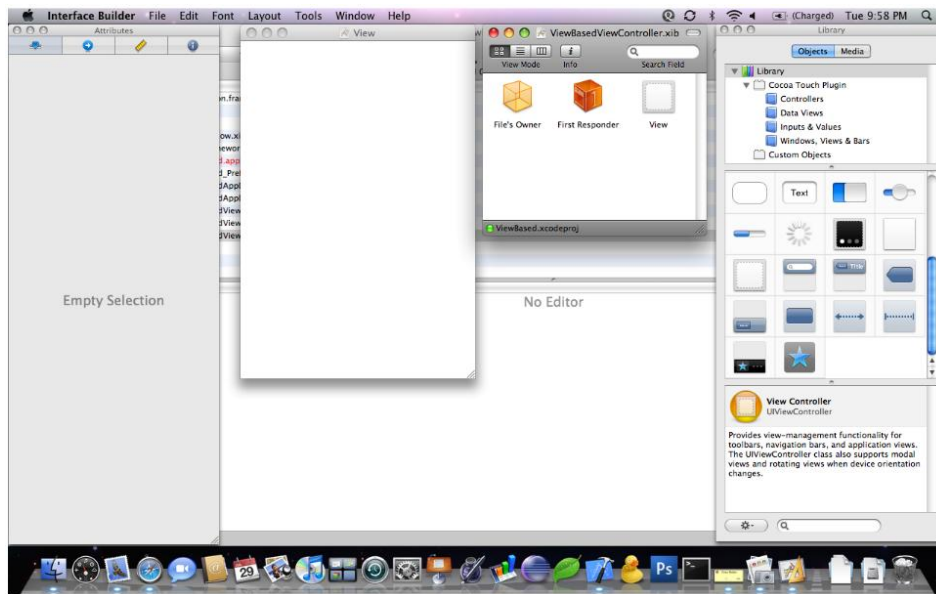 Interface Builder File Edit Font Layout Tools Window Help
(Charged) Tue 9:58 PM
Attributes
Empty Selection
View
ViewBasedViewController.xib
View Mode Info Search Field
File's Owner First Responder View
ViewBased.xcodeproj
No Editor
Library
Objects Media
Library
Cocoa Touch Plugin
Controllers
Data Views
Inputs & Values
Windows, Views & Bars
Custom Objects
Text
Title
View Controller
UIViewController
Provides view-management functionality for
toolbars, navigation bars, and application views.
The UIViewController class also supports modal
views and rotating views when device orientation
changes.
29
Ps